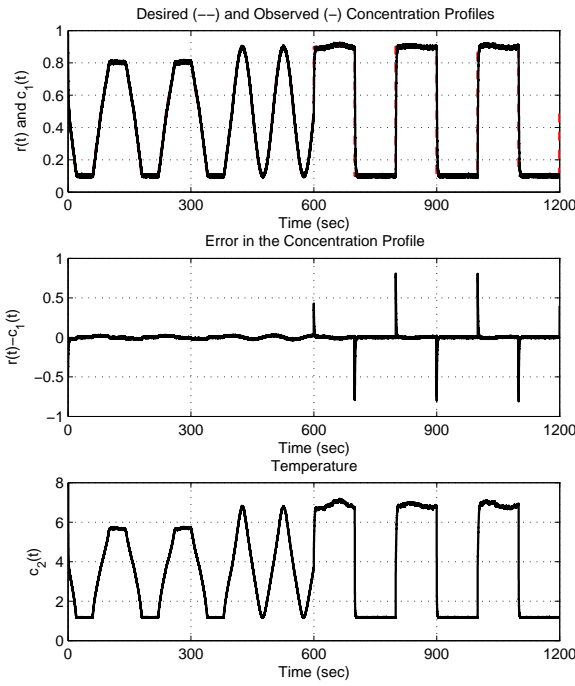 Desired (−−) and Observed (−) Concentration Profiles
1
0.8
0.6
0.4
0.2
0
r(t) and c1(t)
0 300 600 900 1200
Time (sec)
Error in the Concentration Profile
1
0.5
0
−0.5
−1
r(t)−c1(t)
0 300 600 900 1200
Time (sec)
Temperature
8
6
4
2
0
c2(t)
0 300 600 900 1200
Time (sec)